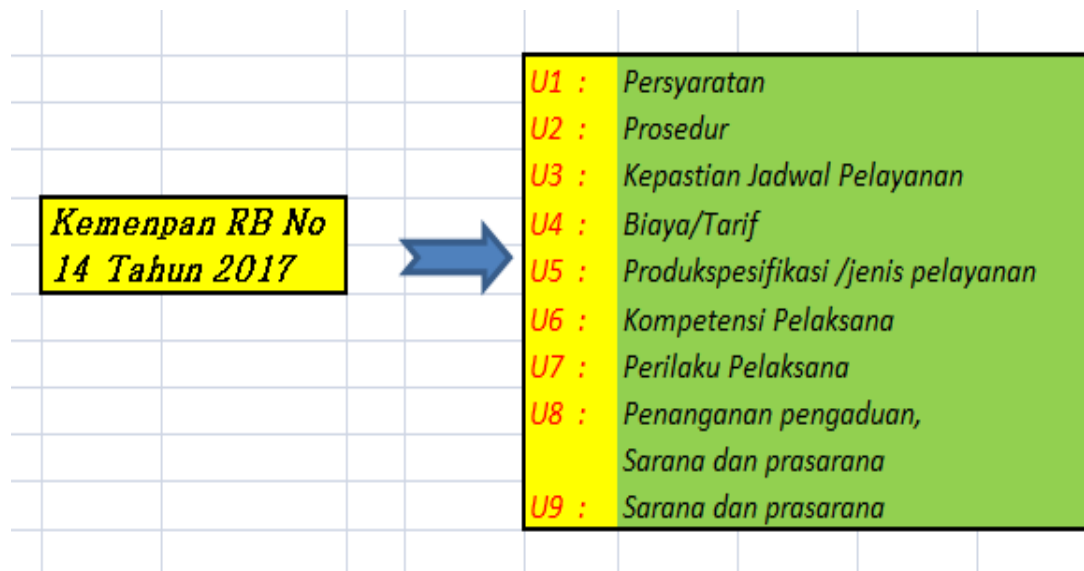 Kemenpan RB No
14 Tahun 2017
U1 : Persyaratan
U2 : Prosedur
U3 : Kepastian Jadwal Pelayanan
U4 : Biaya/Tarif
U5 : Produkspesifikasi /jenis pelayanan
U6 : Kompetensi Pelaksana
U7 : Perilaku Pelaksana
U8 : Penanganan pengaduan,
Sarana dan prasarana
U9 : Sarana dan prasarana